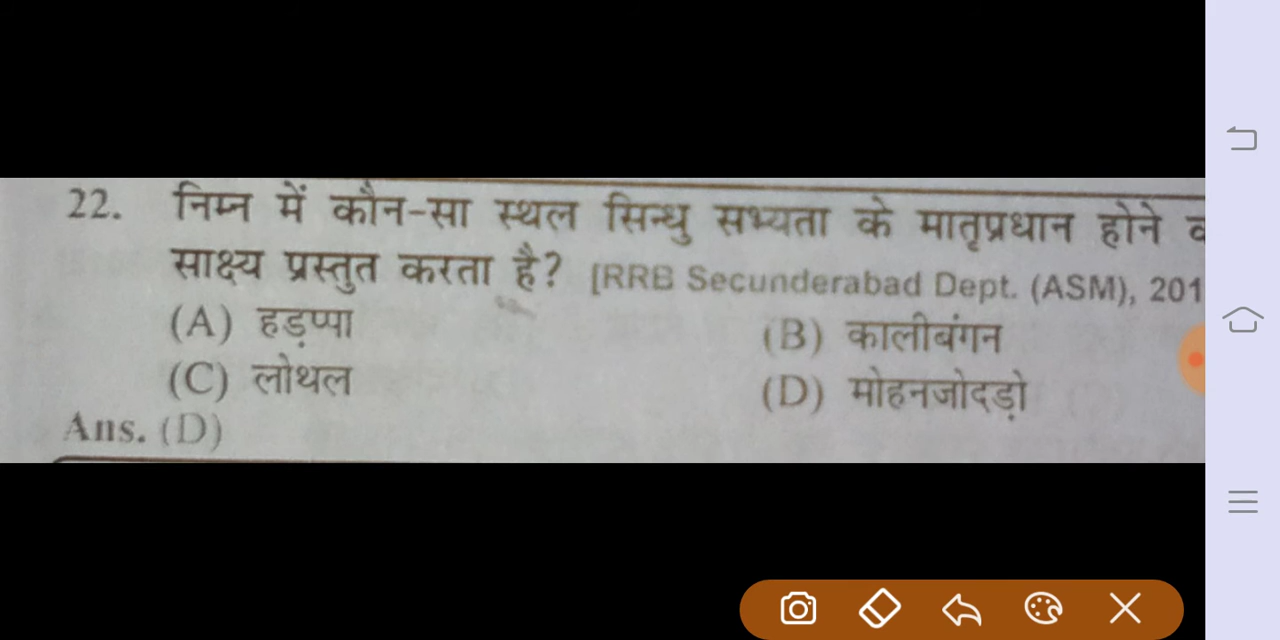 22. निम्न में कौन-सा स्थल सिन्धु सभ्यता के मातृप्रधान होने
साक्ष्य प्रस्तुत करता है? [RRB Secunderabad Dept. (ASM), 201
(A) हड़प्पा (B) कालीबंगन
(C) लोथल (D) मोहनजोदड़ो
Ans. (D)